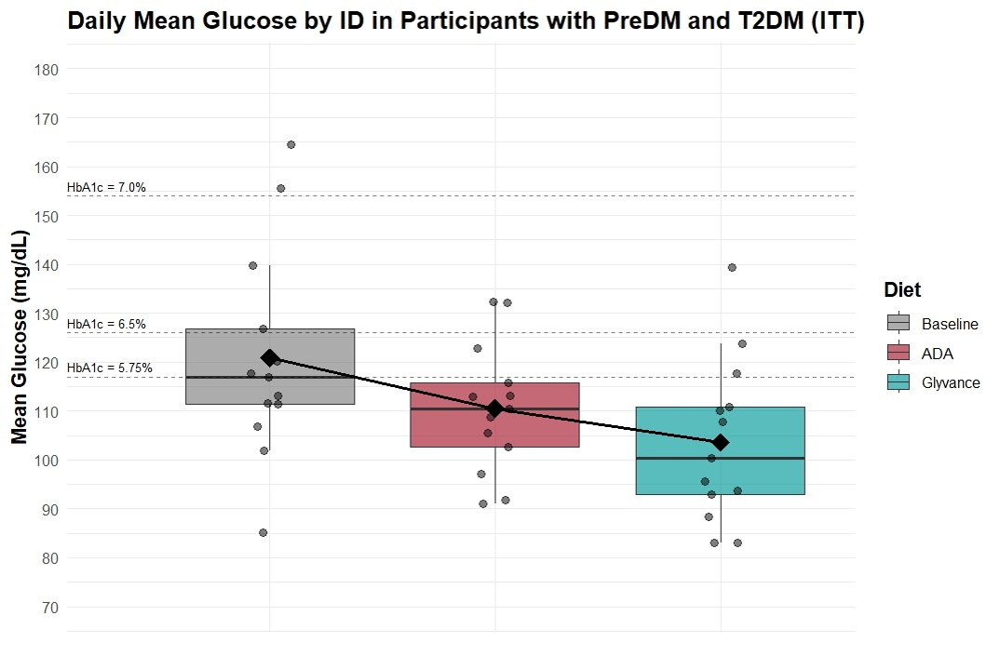 Daily Mean Glucose by ID in Participants with PreDM and T2DM (ITT)
Mean Glucose (mg/dL)
180
170
160
150
140
130
120
110
100
90
80
70
HbA1c = 7.0%
HbA1c = 6.5%
HbA1c = 5.75%
Diet
Baseline
ADA
Glyvance